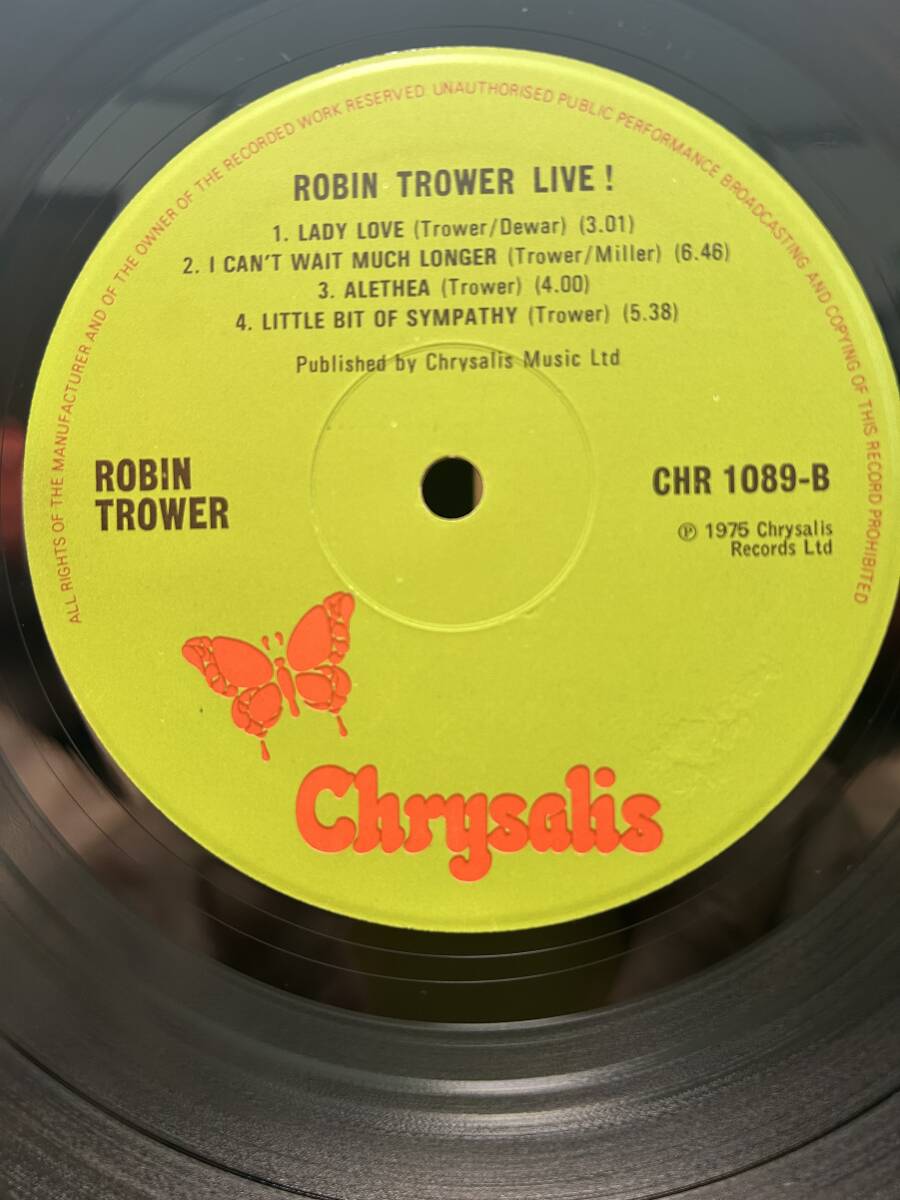 ALL RIGHTS OF THE MANUFACTURER AND OF THE OWNER OF THE RECORDED WORK RESERVED. UNAUTHORISED PUBLIC PERFORMANCE BROADCASTING AND COPYING OF THIS RECORD PROHIBITED
ROBIN TROWER LIVE!
1. LADY LOVE (Trower/Dewar) (3.01)
2. I CAN'T WAIT MUCH LONGER (Trower/Miller) (6.46)
3. ALETHEA (Trower) (4.00)
4. LITTLE BIT OF SYMPATHY (Trower) (5.38)
Published by Chrysalis Music Ltd
ROBIN
TROWER
CHR 1089-B
℗ 1975 Chrysalis
Records Ltd
Chrysalis